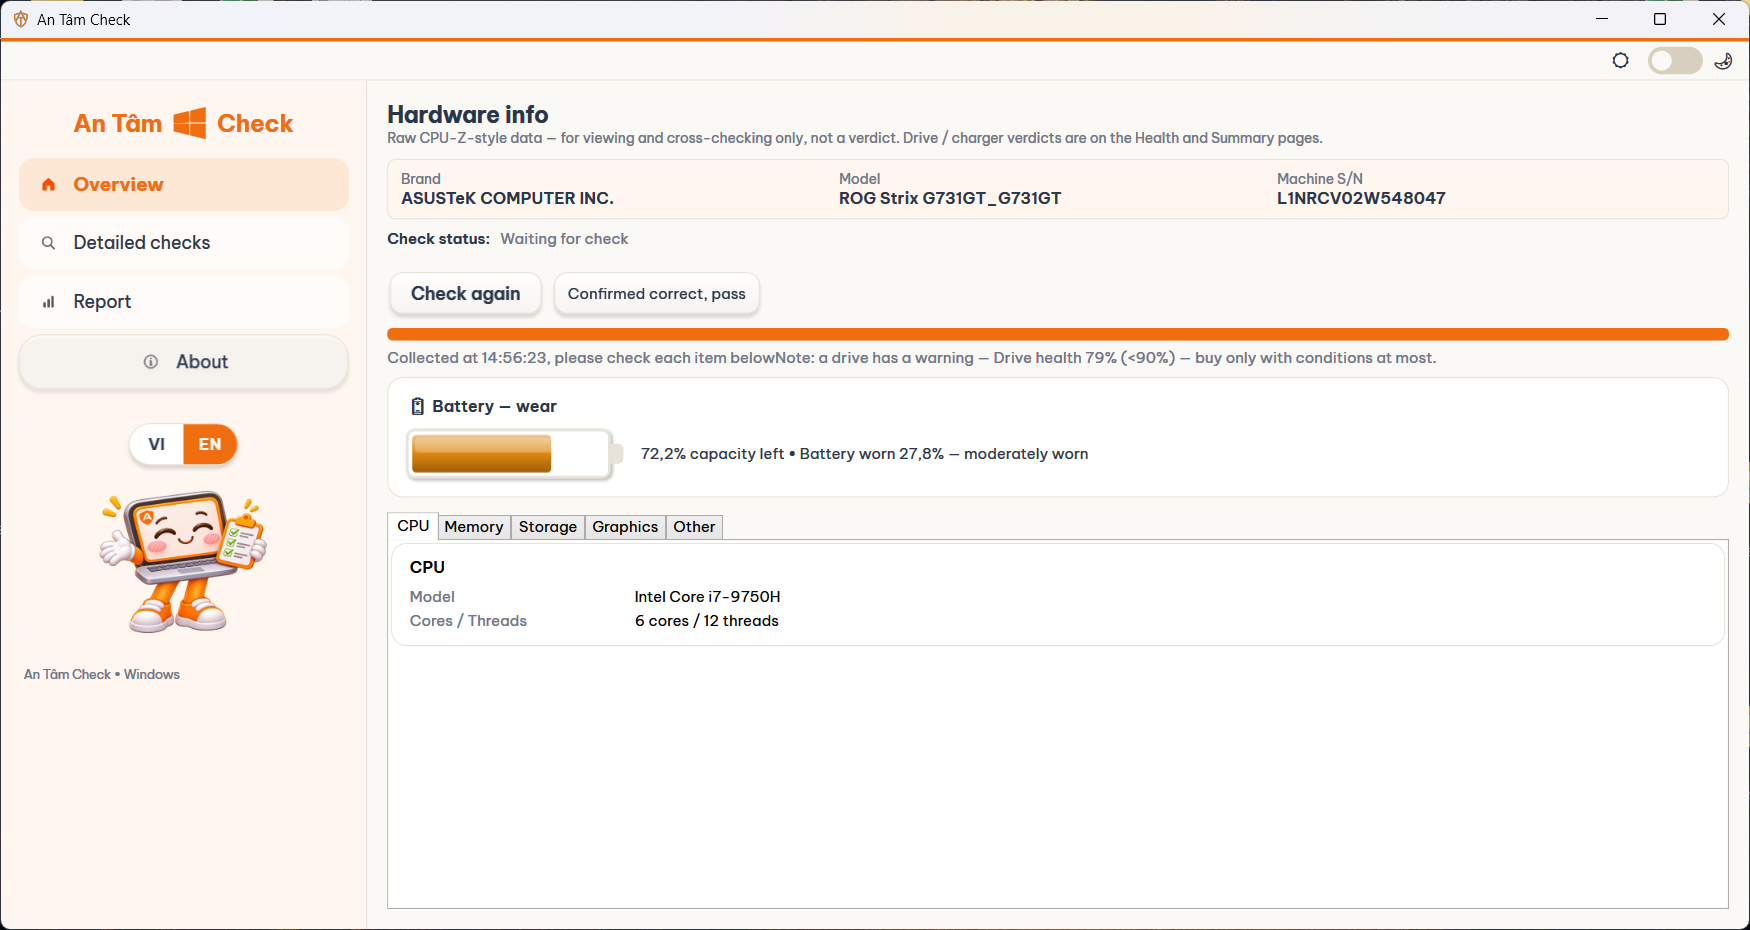 An Tâm Check
An Tâm Check
Overview
Detailed checks
Report
About
VI EN
An Tâm Check • Windows
Hardware info
Raw CPU-Z-style data — for viewing and cross-checking only, not a verdict. Drive / charger verdicts are on the Health and Summary pages.
Brand Model Machine S/N
ASUSTeK COMPUTER INC. ROG Strix G731GT_G731GT L1NRCV02W548047
Check status: Waiting for check
Check again Confirmed correct, pass
Collected at 14:56:23, please check each item belowNote: a drive has a warning — Drive health 79% (<90%) — buy only with conditions at most.
Battery — wear
72,2% capacity left • Battery worn 27,8% — moderately worn
CPU Memory Storage Graphics Other
CPU
Model Intel Core i7-9750H
Cores / Threads 6 cores / 12 threads